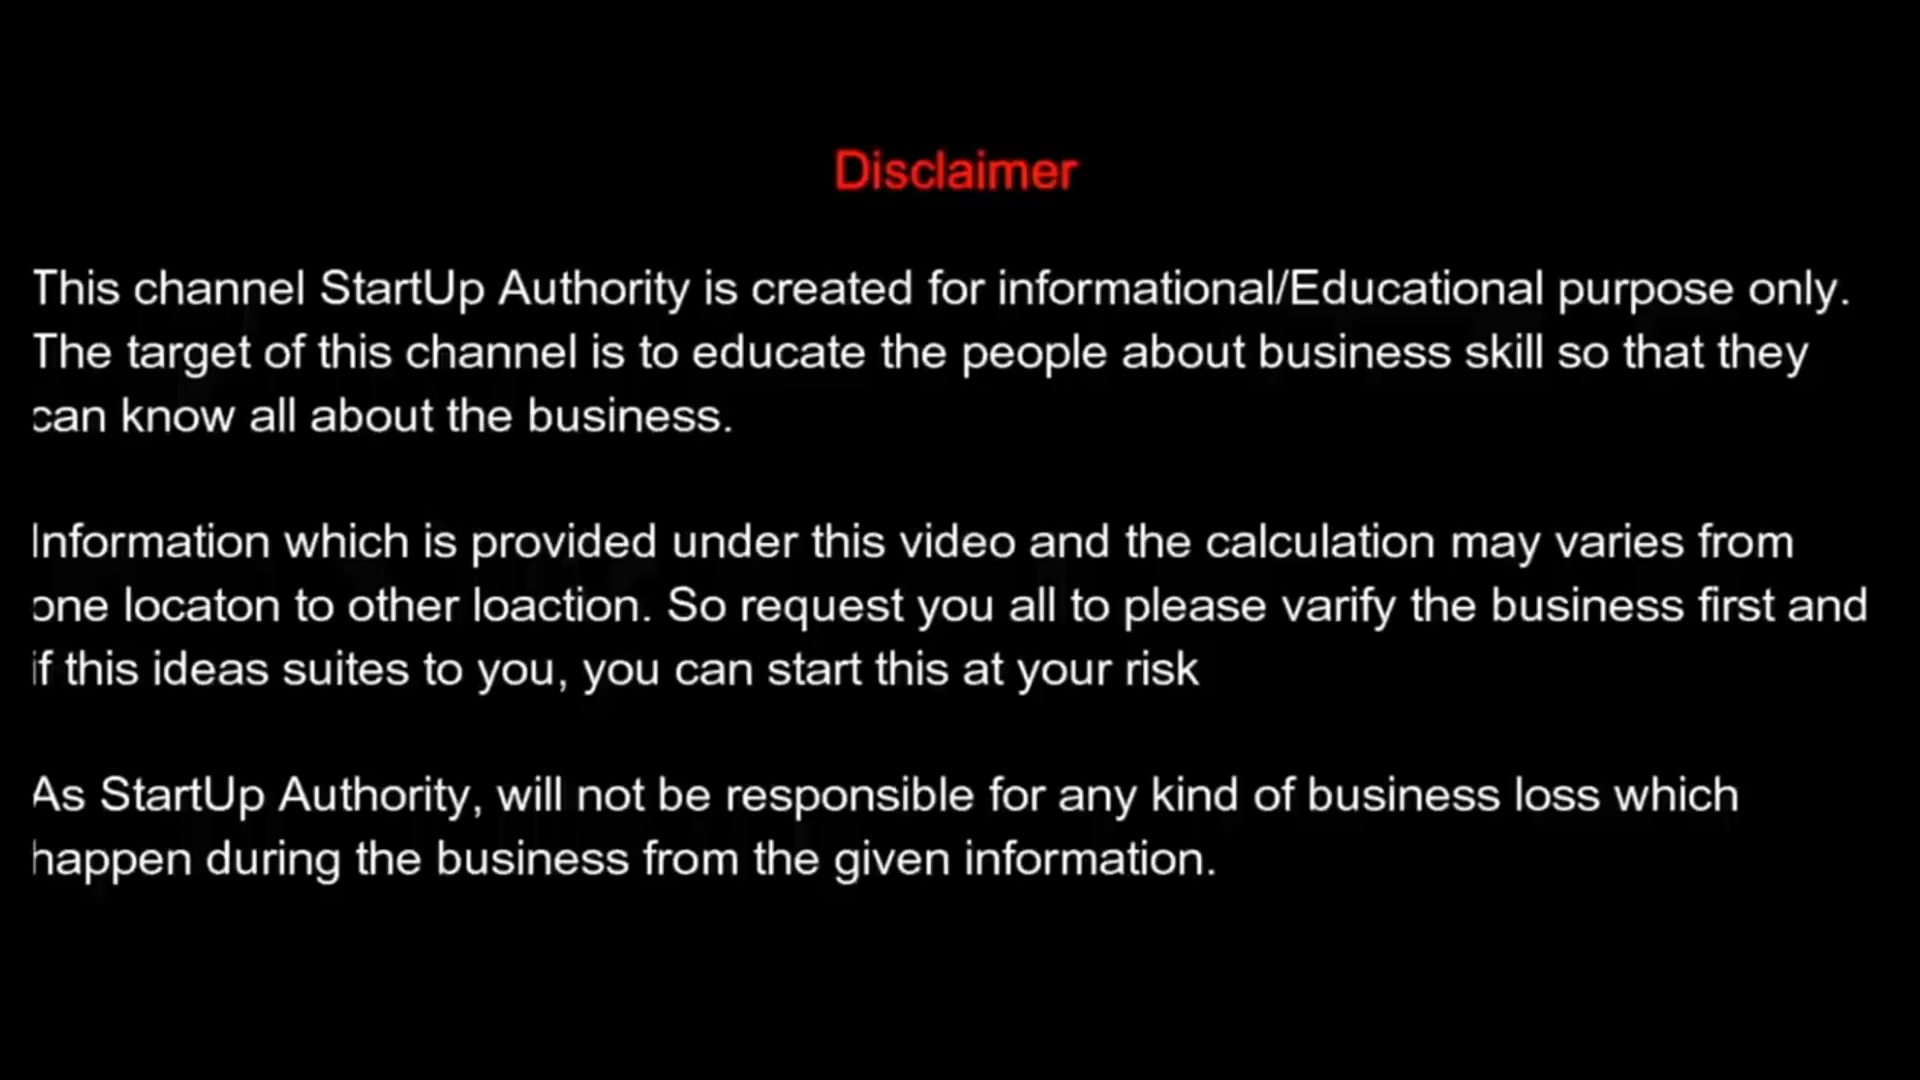 Disclaimer
This channel StartUp Authority is created for informational/Educational purpose only.
The target of this channel is to educate the people about business skill so that they
can know all about the business.
Information which is provided under this video and the calculation may varies from
one locaton to other loaction. So request you all to please varify the business first and
if this ideas suites to you, you can start this at your risk
As StartUp Authority, will not be responsible for any kind of business loss which
happen during the business from the given information.